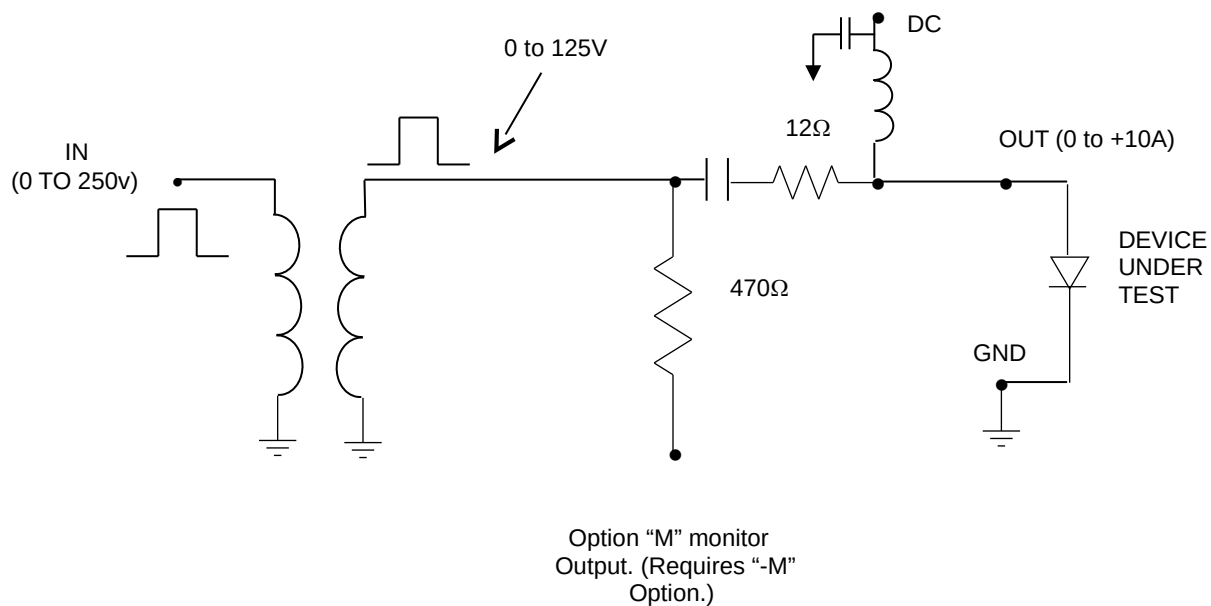 DC
0 to 125V
12Ω
IN
(0 TO 250v)
OUT (0 to +10A)
DEVICE
UNDER
TEST
470Ω
GND
Option “M” monitor
Output. (Requires “-M”
Option.)